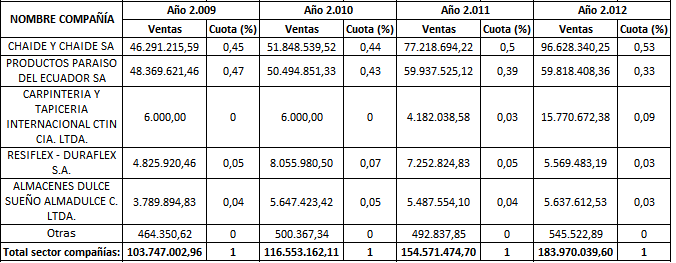 NOMBRE COMPAÑÍA Año 2.009 Año 2.010 Año 2.011 Año 2.012
Ventas Cuota (%) Ventas Cuota (%) Ventas Cuota (%) Ventas Cuota (%)
CHAIDE Y CHAIDE SA 46.291.215,59 0,45 51.848.539,52 0,44 77.218.694,22 0,5 96.628.340,25 0,53
PRODUCTOS PARAISO
DEL ECUADOR SA 48.369.621,46 0,47 50.494.851,33 0,43 59.937.525,12 0,39 59.818.408,36 0,33
CARPINTERIA Y
TAPICERIA
INTERNACIONAL CTIN
CIA. LTDA. 6.000,00 0 6.000,00 0 4.182.038,58 0,03 15.770.672,38 0,09
RESIFLEX - DURAFLEX
S.A. 4.825.920,46 0,05 8.055.980,50 0,07 7.252.824,83 0,05 5.569.483,19 0,03
ALMACENES DULCE
SUEÑO ALMADULCE C.
LTDA. 3.789.894,83 0,04 5.647.423,42 0,05 5.487.554,10 0,04 5.637.612,53 0,03
Otras 464.350,62 0 500.367,34 0 492.837,85 0 545.522,89 0
Total sector compañías: 103.747.002,96 1 116.553.162,11 1 154.571.474,70 1 183.970.039,60 1